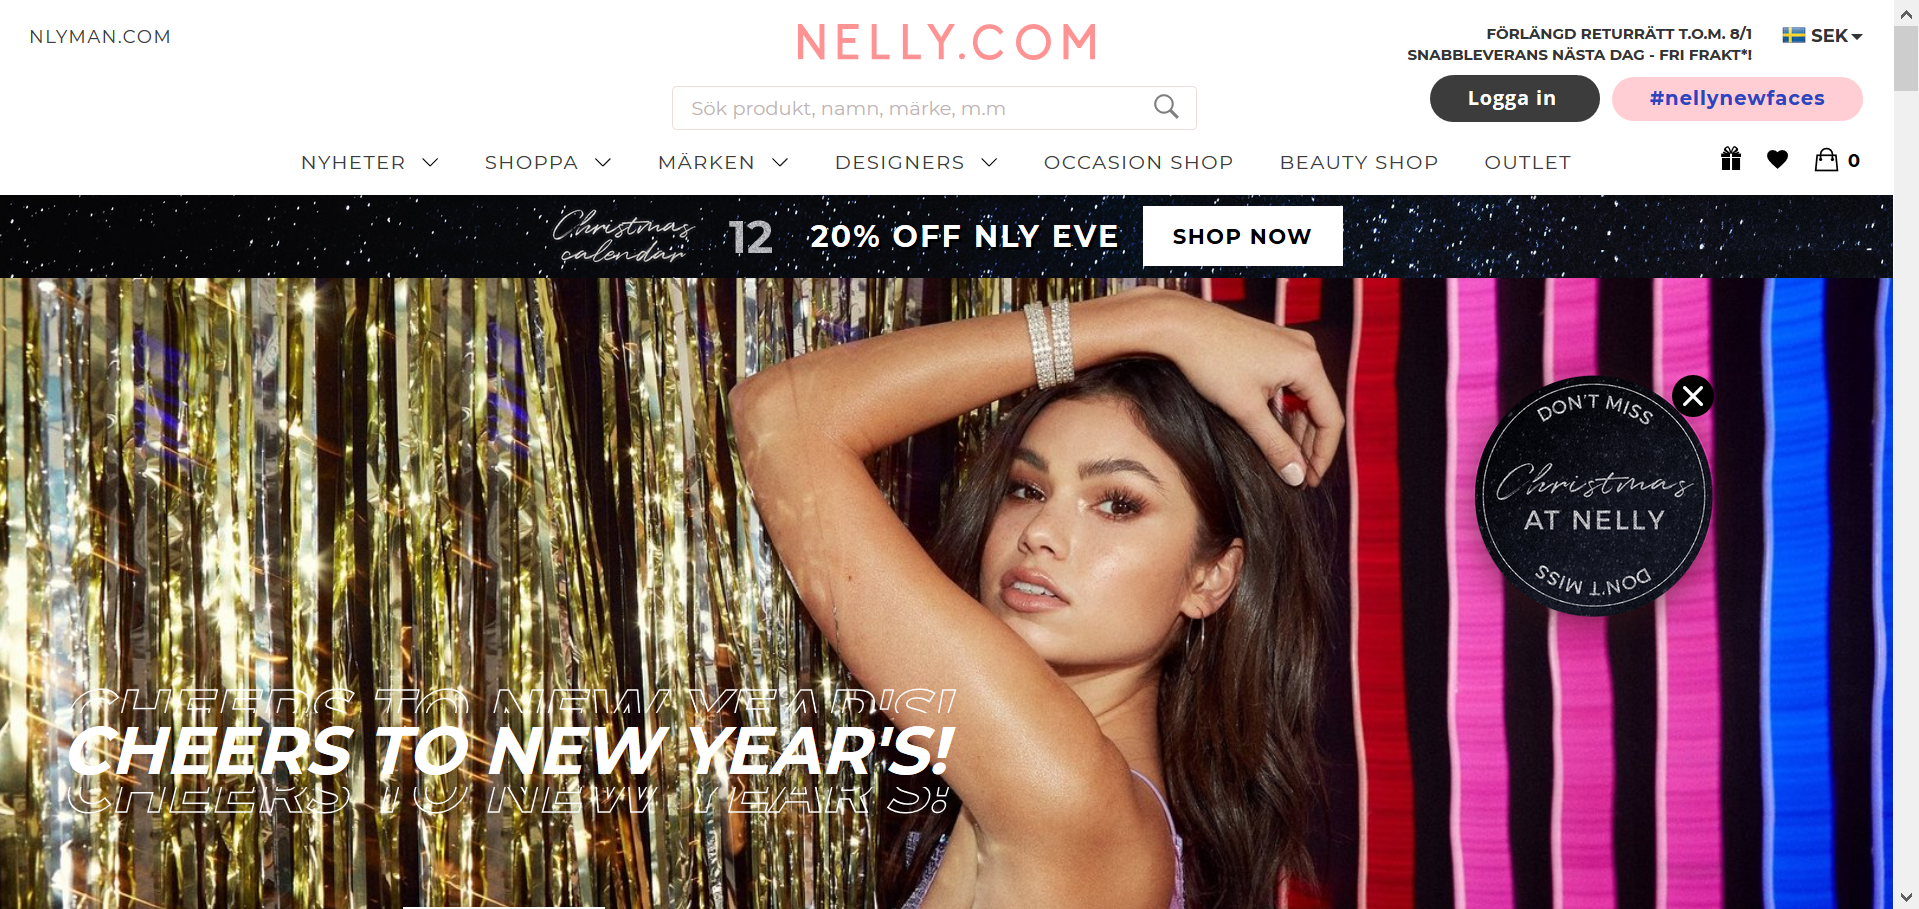 NLYMAN.COM
NELLY.COM
FÖRLÄNGD RETURRÄTT T.O.M. 8/1
SNABBLEVERANS NÄSTA DAG - FRI FRAKT*!
SEK
Sök produkt, namn, märke, m.m
Logga in
#nellynewfaces
NYHETER
SHOPPA
MÄRKEN
DESIGNERS
OCCASION SHOP
BEAUTY SHOP
OUTLET
0
Christmas
calendar
12
20% OFF NLY EVE
SHOP NOW
DON'T MISS
Christmas
AT NELLY
DON'T MISS
CHEERS TO NEW YEAR'S!
CHEERS TO NEW YEAR'S!
CHEERS TO NEW YEAR'S!